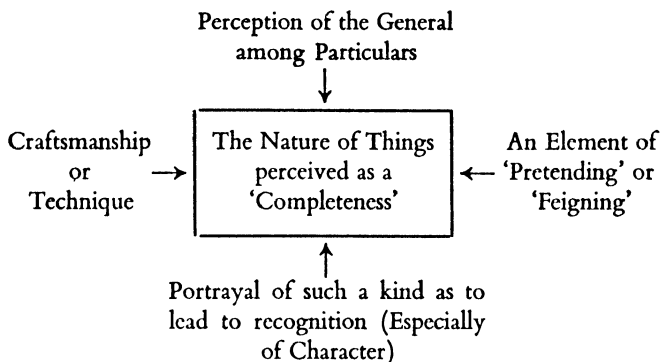 Perception of the General
among Particulars
Craftsmanship
or
Technique
The Nature of Things
perceived as a
‘Completeness’
An Element of
‘Pretending’ or
‘Feigning’
Portrayal of such a kind as to
lead to recognition (Especially
of Character)